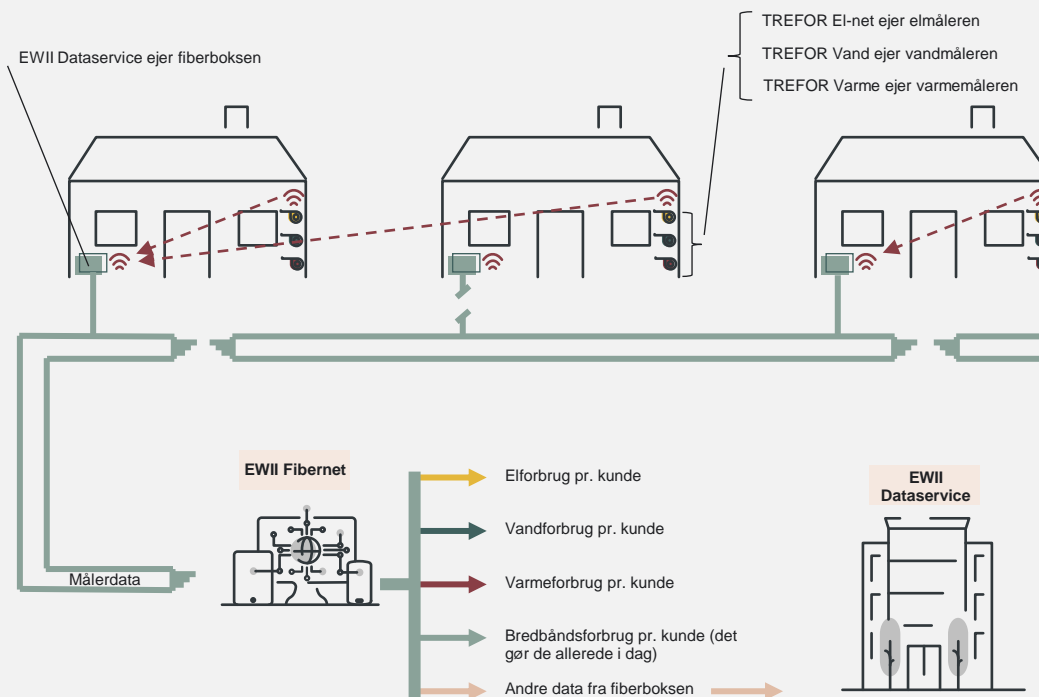 TREFOR El-net ejer elmåleren
EWII Dataservice ejer fiberboksen
TREFOR Vand ejer vandmåleren
TREFOR Varme ejer varmemåleren
EWII Fibernet
Elforbrug pr. kunde
EWII
Dataservice
Vandforbrug pr. kunde
Målerdata
Varmeforbrug pr. kunde
Bredbåndsforbrug pr. kunde (det
gør de allerede i dag)
Andre data fra fiberboksen